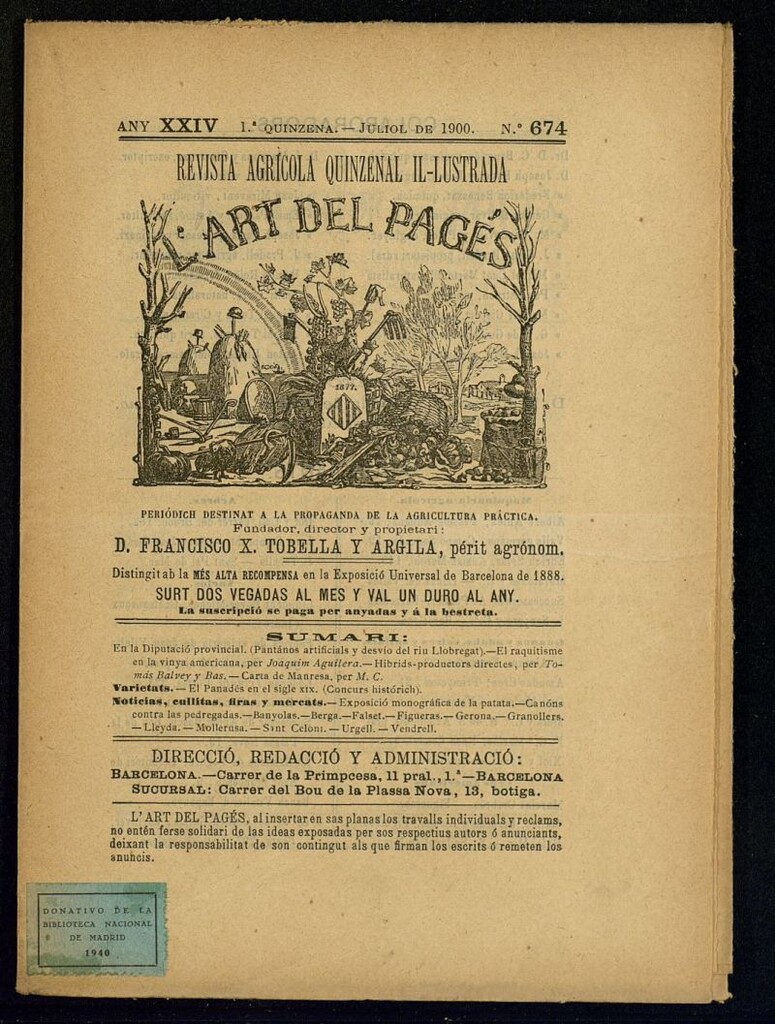 ANY XXIV 1.ª QUINZENA.—JULIOL DE 1900. N.º 674
REVISTA AGRÍCOLA QUINZENAL IL-LUSTRADA
L'ART DEL PAGÉS
1877.
PERIÓDICH DESTINAT A LA PROPAGANDA DE LA AGRICULTURA PRÁCTICA.
Fundador, director y propietari:
D. FRANCISCO X. TOBELLA Y ARGILA, périt agrónom.
Distingit ab la MÉS ALTA RECOMPENSA en la Exposició Universal de Barcelona de 1888.
SURT DOS VEGADAS AL MES Y VAL UN DURO AL ANY.
La suscripció se paga per anyadas y á la bestreta.
SUMARI:
En la Diputació provincial. (Pantános artificials y desvío del riu Llobregat).—El raquitisme
en la vinya americana, per Joaquim Aguilera.—Hibrids-productors directes, per To-
más Balvey y Bas.—Carta de Manresa, per M. C.
Varietats.—El Panadés en el sigle XIX. (Concurs histórich).
Noticias, cullitas, firas y mercats.—Exposició monográfica de la patata.—Canóns
contra las pedregadas.—Banyolas.—Berga.—Falset.—Figueras.—Gerona.—Granollers.
—Lleyda.—Mollerusa.—Sant Celoni.—Urgell.—Vendrell.
DIRECCIÓ, REDACCIÓ Y ADMINISTRACIÓ:
BARCELONA.—Carrer de la Primpcesa, 11 pral., 1.ª—BARCELONA
SUCURSAL: Carrer del Bou de la Plassa Nova, 13, botiga.
L'ART DEL PAGÉS, al insertar en sas planas los travalls individuals y reclams,
no entén ferse solidari de las ideas exposadas per sos respectius autors ó anunciants,
deixant la responsabilitat de son contingut als que firman los escrits ó remeten los
anuncis.
DONATIVO DE LA
BIBLIOTECA NACIONAL
DE MADRID
1940